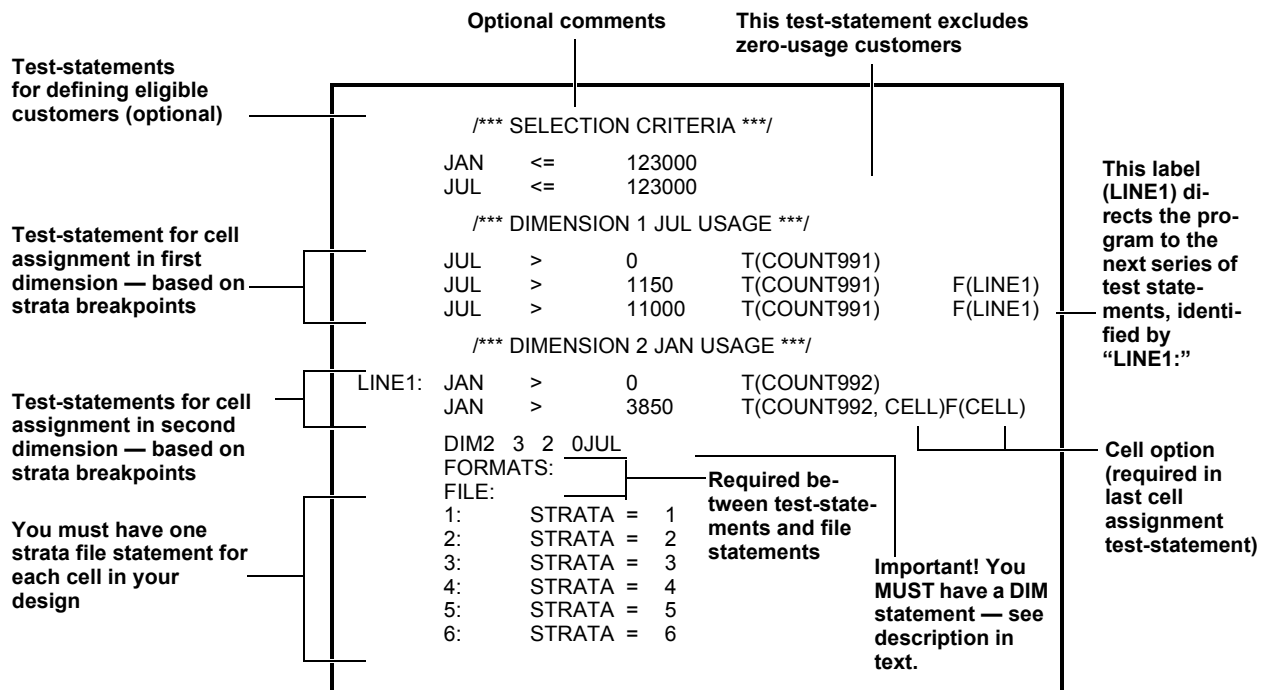 Optional comments
This test-statement excludes
zero-usage customers
Test-statements
for defining eligible
customers (optional)
/*** SELECTION CRITERIA ***/
JAN <= 123000
JUL <= 123000
This label
(LINE1) di-
rects the pro-
gram to the
next series of
test state-
ments, identi-
fied by
“LINE1:”
Test-statement for cell
assignment in first
dimension — based on
strata breakpoints
/*** DIMENSION 1 JUL USAGE ***/
JUL > 0 T(COUNT991)
JUL > 1150 T(COUNT991) F(LINE1)
JUL > 11000 T(COUNT991) F(LINE1)
/*** DIMENSION 2 JAN USAGE ***/
LINE1: JAN > 0 T(COUNT992)
JAN > 3850 T(COUNT992, CELL)F(CELL)
Test-statements for cell
assignment in second
dimension — based on
strata breakpoints
Cell option
(required in
last cell
assignment
test-statement)
DIM2 3 2 0JUL
FORMATS:
FILE:
Required be-
tween test-state-
ments and file
statements
You must have one
strata file statement for
each cell in your
design
1: STRATA = 1
2: STRATA = 2
3: STRATA = 3
4: STRATA = 4
5: STRATA = 5
6: STRATA = 6
Important! You
MUST have a DIM
statement — see
description in
text.